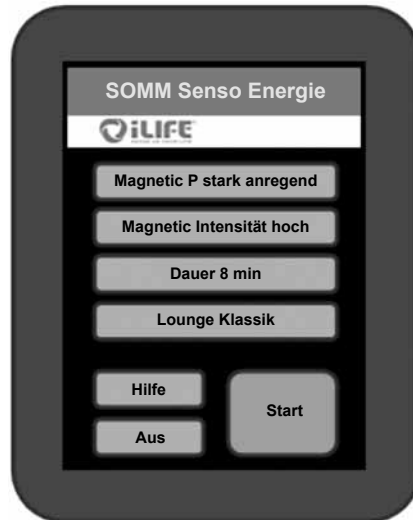 SOMM Senso Energie
iLIFE
Magnetic P stark anregend
Magnetic Intensität hoch
Dauer 8 min
Lounge Klassik
Hilfe
Start
Aus